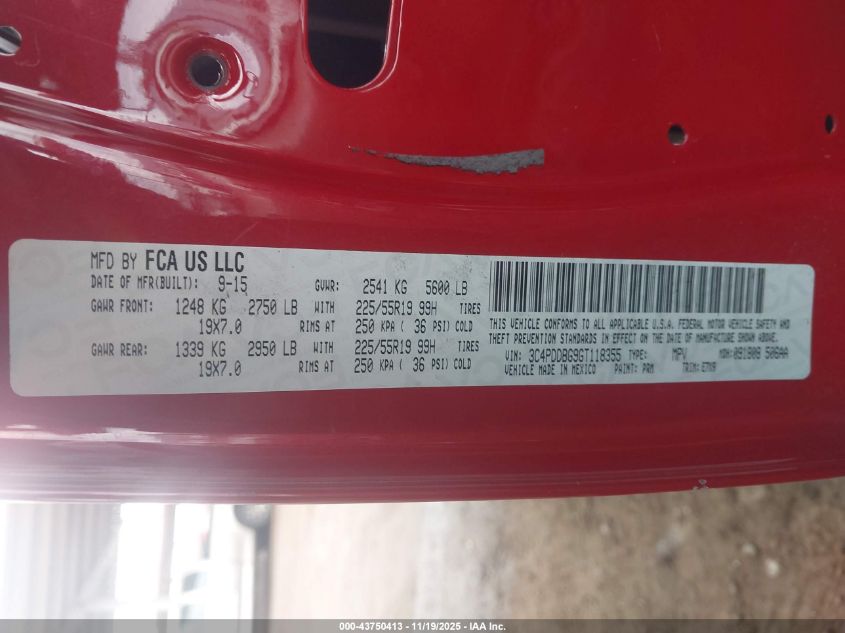 MFD BY FCA US LLC
DATE OF MFR(BUILT): 9-15 GVWR: 2541 KG 5600 LB
GAWR FRONT: 1248 KG 2750 LB WITH 225/55R19 99H TIRES
19X7.0 RIMS AT 250 KPA ( 36 PSI) COLD
GAWR REAR: 1339 KG 2950 LB WITH 225/55R19 99H TIRES
19X7.0 RIMS AT 250 KPA ( 36 PSI) COLD
THIS VEHICLE CONFORMS TO ALL APPLICABLE U.S.A. FEDERAL MOTOR VEHICLE SAFETY AND
THEFT PREVENTION STANDARDS IN EFFECT ON THE DATE OF MANUFACTURE SHOWN ABOVE.
VIN: 3C4PDDBG9GT118355 TYPE: MPV MDH: 091909 506AA
VEHICLE MADE IN MEXICO PAINT: PRM TRIM:
000-43750413 - 11/19/2025 - IAA Inc.